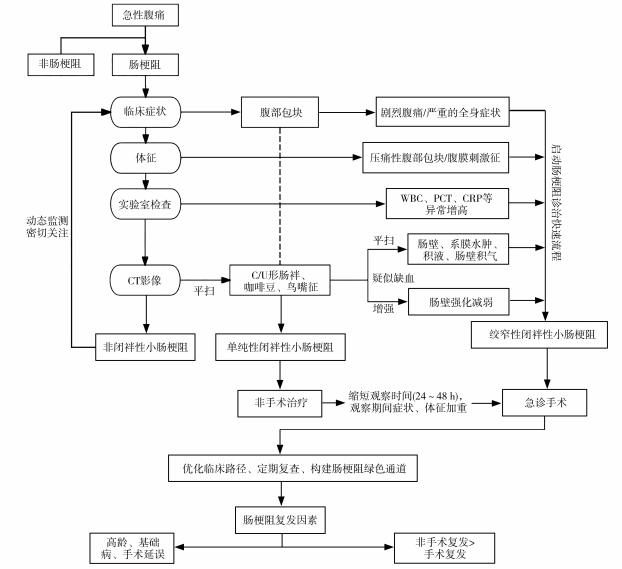 急性腹痛
非肠梗阻
肠梗阻
临床症状
腹部包块
剧烈腹痛/严重的全身症状
体征
压痛性腹部包块/腹膜刺激征
启动肠梗阻诊治快速流程
实验室检查
WBC、PCT、CRP等
异常增高
动态监测
密切关注
CT影像
平扫
C/U形肠袢、
咖啡豆、鸟嘴征
平扫
疑似缺血
增强
肠壁、系膜水肿、
积液、肠壁积气
肠壁强化减弱
非闭袢性小肠梗阻
单纯性闭袢性小肠梗阻
绞窄性闭袢性小肠梗阻
非手术治疗
缩短观察时间(24～48 h),
观察期间症状、体征加重
急诊手术
优化临床路径、定期复查、构建肠梗阻绿色通道
肠梗阻复发因素
高龄、基础
病、手术延误
非手术复发>
手术复发